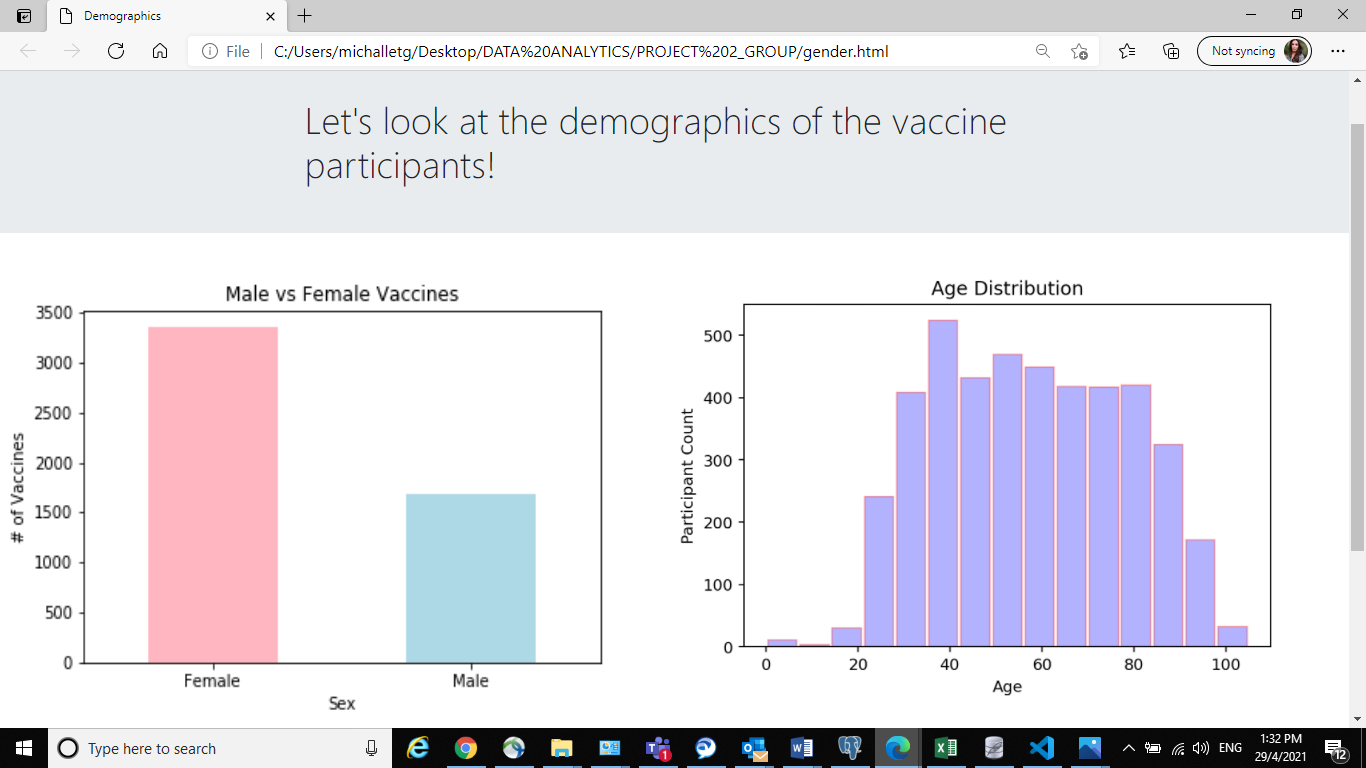 Demographics
File
C:/Users/michalletg/Desktop/DATA%20ANALYTICS/PROJECT%202_GROUP/gender.html
Not syncing
Let's look at the demographics of the vaccine
participants!
Male vs Female Vaccines
3500
3000
2500
2000
1500
1000
500
0
# of Vaccines
Female Male
Sex
Age Distribution
500
400
300
200
100
0
Participant Count
0 20 40 60 80 100
Age
Type here to search
1
ENG
1:32 PM
29/4/2021
12